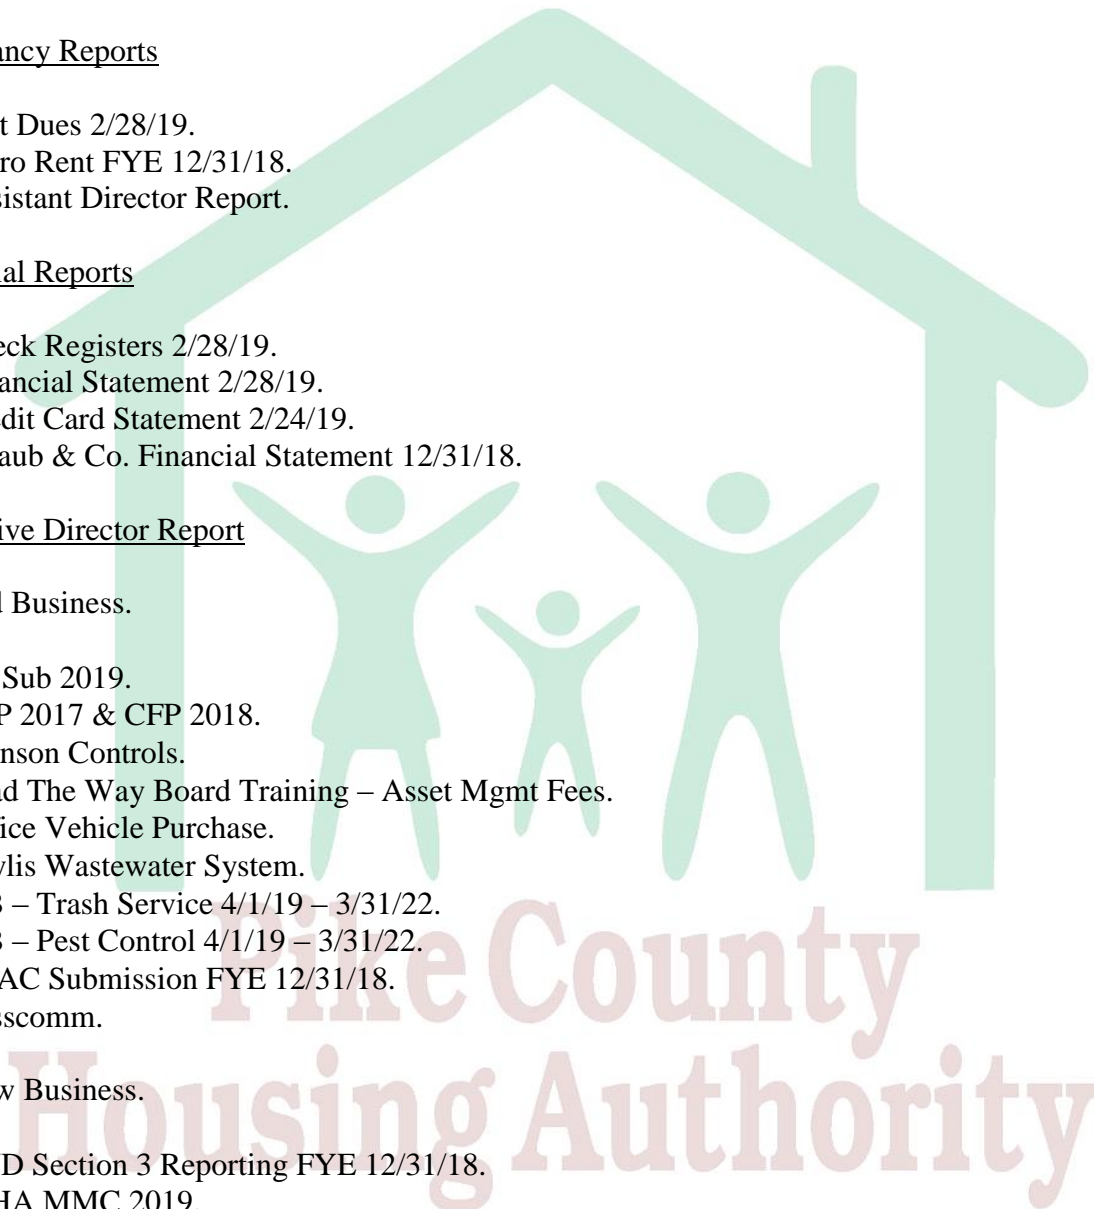 ancy Reports
t Dues 2/28/19.
ro Rent FYE 12/31/18.
sistant Director Report.
ial Reports
eck Registers 2/28/19.
ancial Statement 2/28/19.
edit Card Statement 2/24/19.
aub & Co. Financial Statement 12/31/18.
ive Director Report
d Business.
Sub 2019.
P 2017 & CFP 2018.
nson Controls.
ad The Way Board Training – Asset Mgmt Fees.
ice Vehicle Purchase.
ylis Wastewater System.
3 – Trash Service 4/1/19 – 3/31/22.
3 – Pest Control 4/1/19 – 3/31/22.
AC Submission FYE 12/31/18.
sscomm.
w Business.
D Section 3 Reporting FYE 12/31/18.
HA MMC 2019.
Pike County
Housing Authority